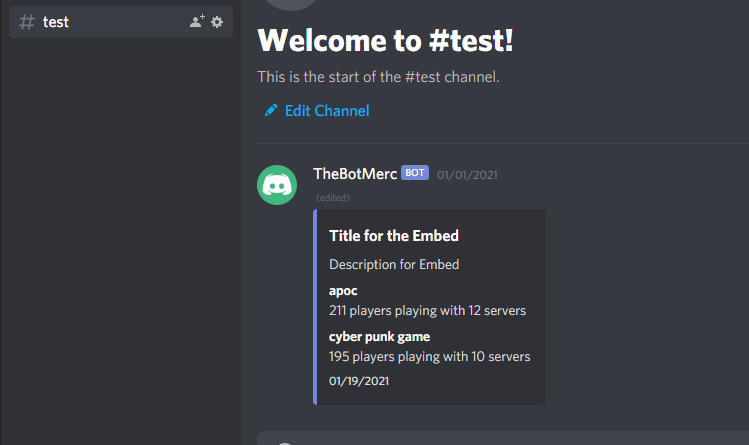 # test
Welcome to #test!
This is the start of the #test channel.
Edit Channel
TheBotMerc BOT 01/01/2021
(edited)
Title for the Embed
Description for Embed
apoc
211 players playing with 12 servers
cyber punk game
195 players playing with 10 servers
01/19/2021